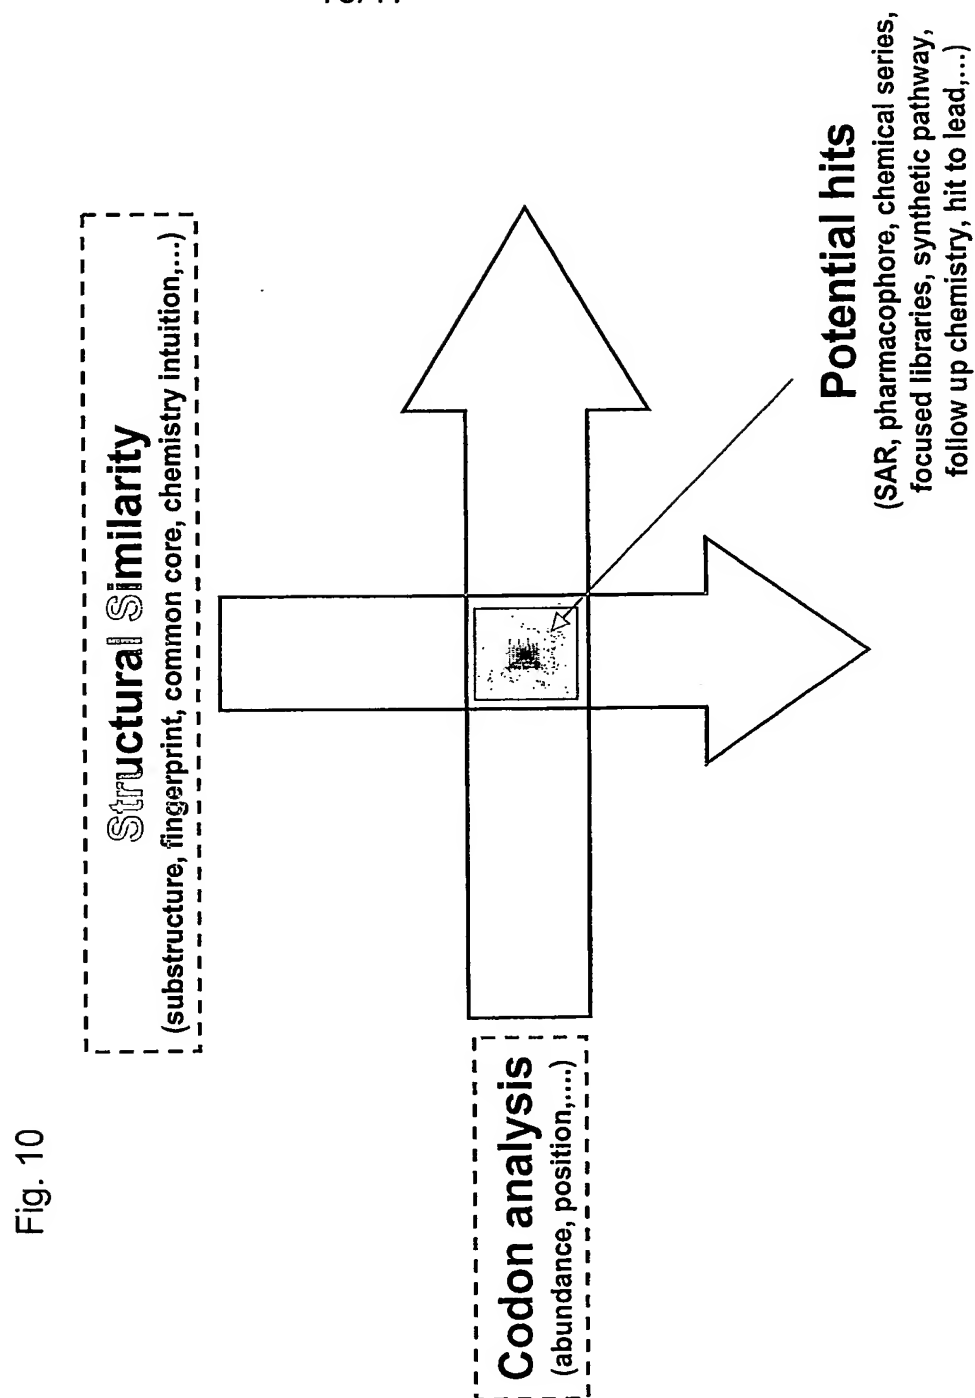 Fig. 10
Structural Similarity
(substructure, fingerprint, common core, chemistry intuition,...)
Codon analysis
(abundance, position,....)
Potential hits
(SAR, pharmacophore, chemical series,
focused libraries, synthetic pathway,
follow up chemistry, hit to lead,...)